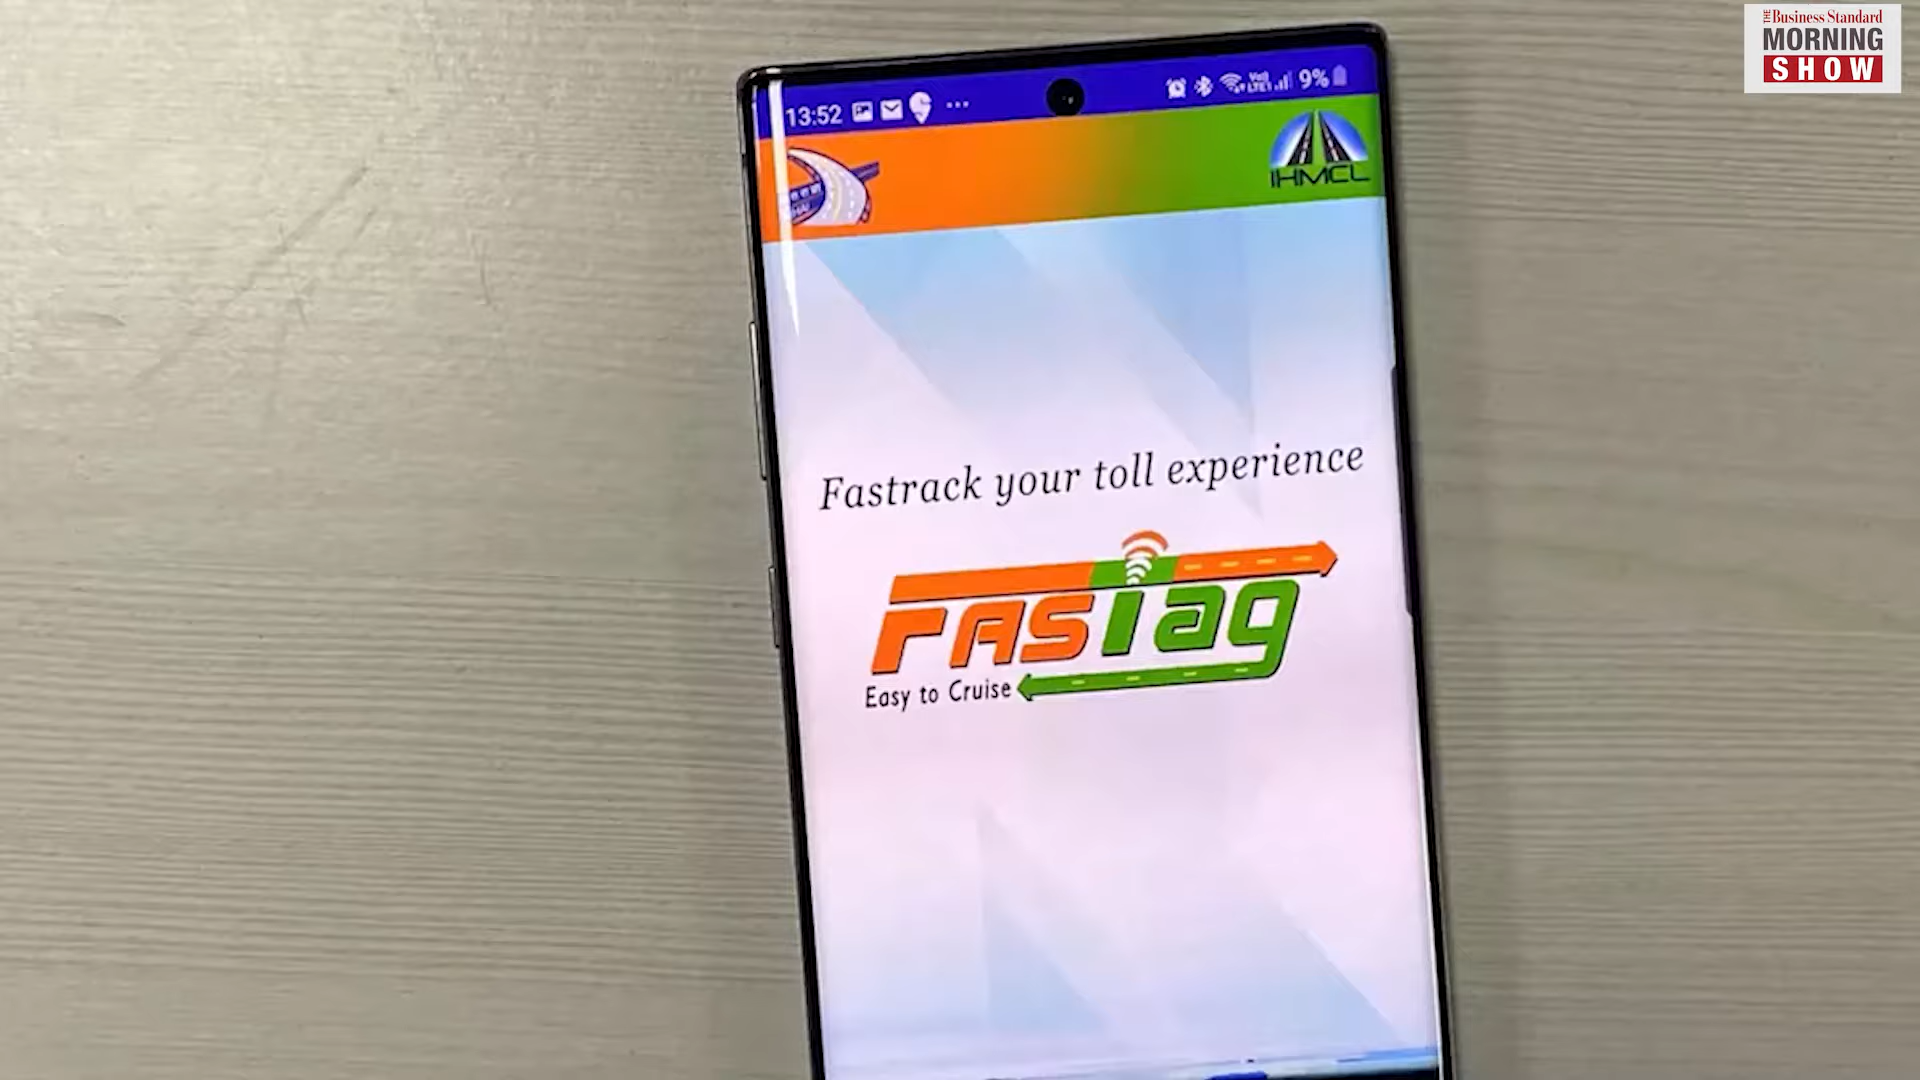 THE Business Standard
MORNING
SHOW
13:52
9%
IHMCL
Fastrack your toll experience
FASTag
Easy to Cruise